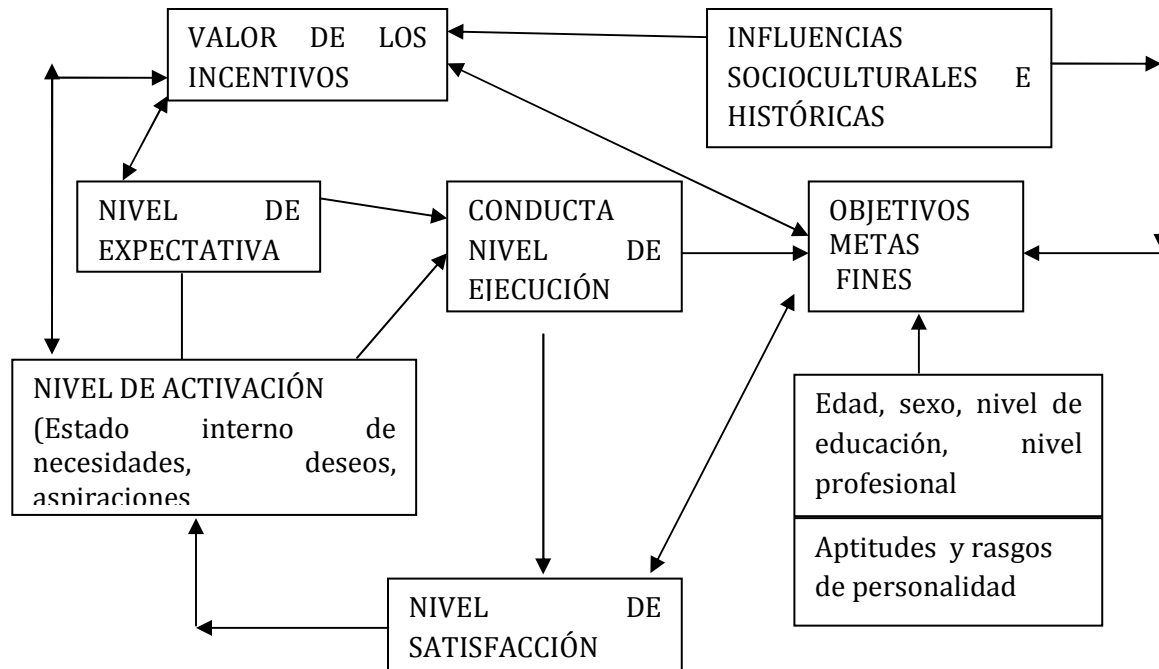 VALOR DE LOS
INCENTIVOS
INFLUENCIAS
SOCIOCULTURALES E
HISTÓRICAS
NIVEL DE
EXPECTATIVA
CONDUCTA
NIVEL DE
EJECUCIÓN
OBJETIVOS
METAS
FINES
NIVEL DE ACTIVACIÓN
(Estado interno de
necesidades, deseos,
aspiraciones
Edad, sexo, nivel de
educación, nivel
profesional
Aptitudes y rasgos
de personalidad
NIVEL DE
SATISFACCIÓN